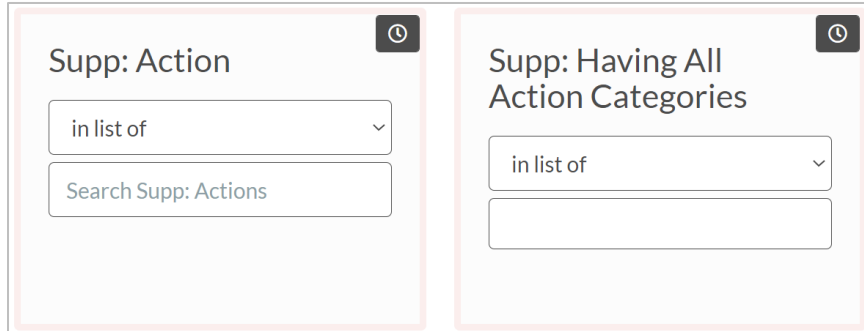 Supp: Action
in list of
Search Supp: Actions
Supp: Having All
Action Categories
in list of